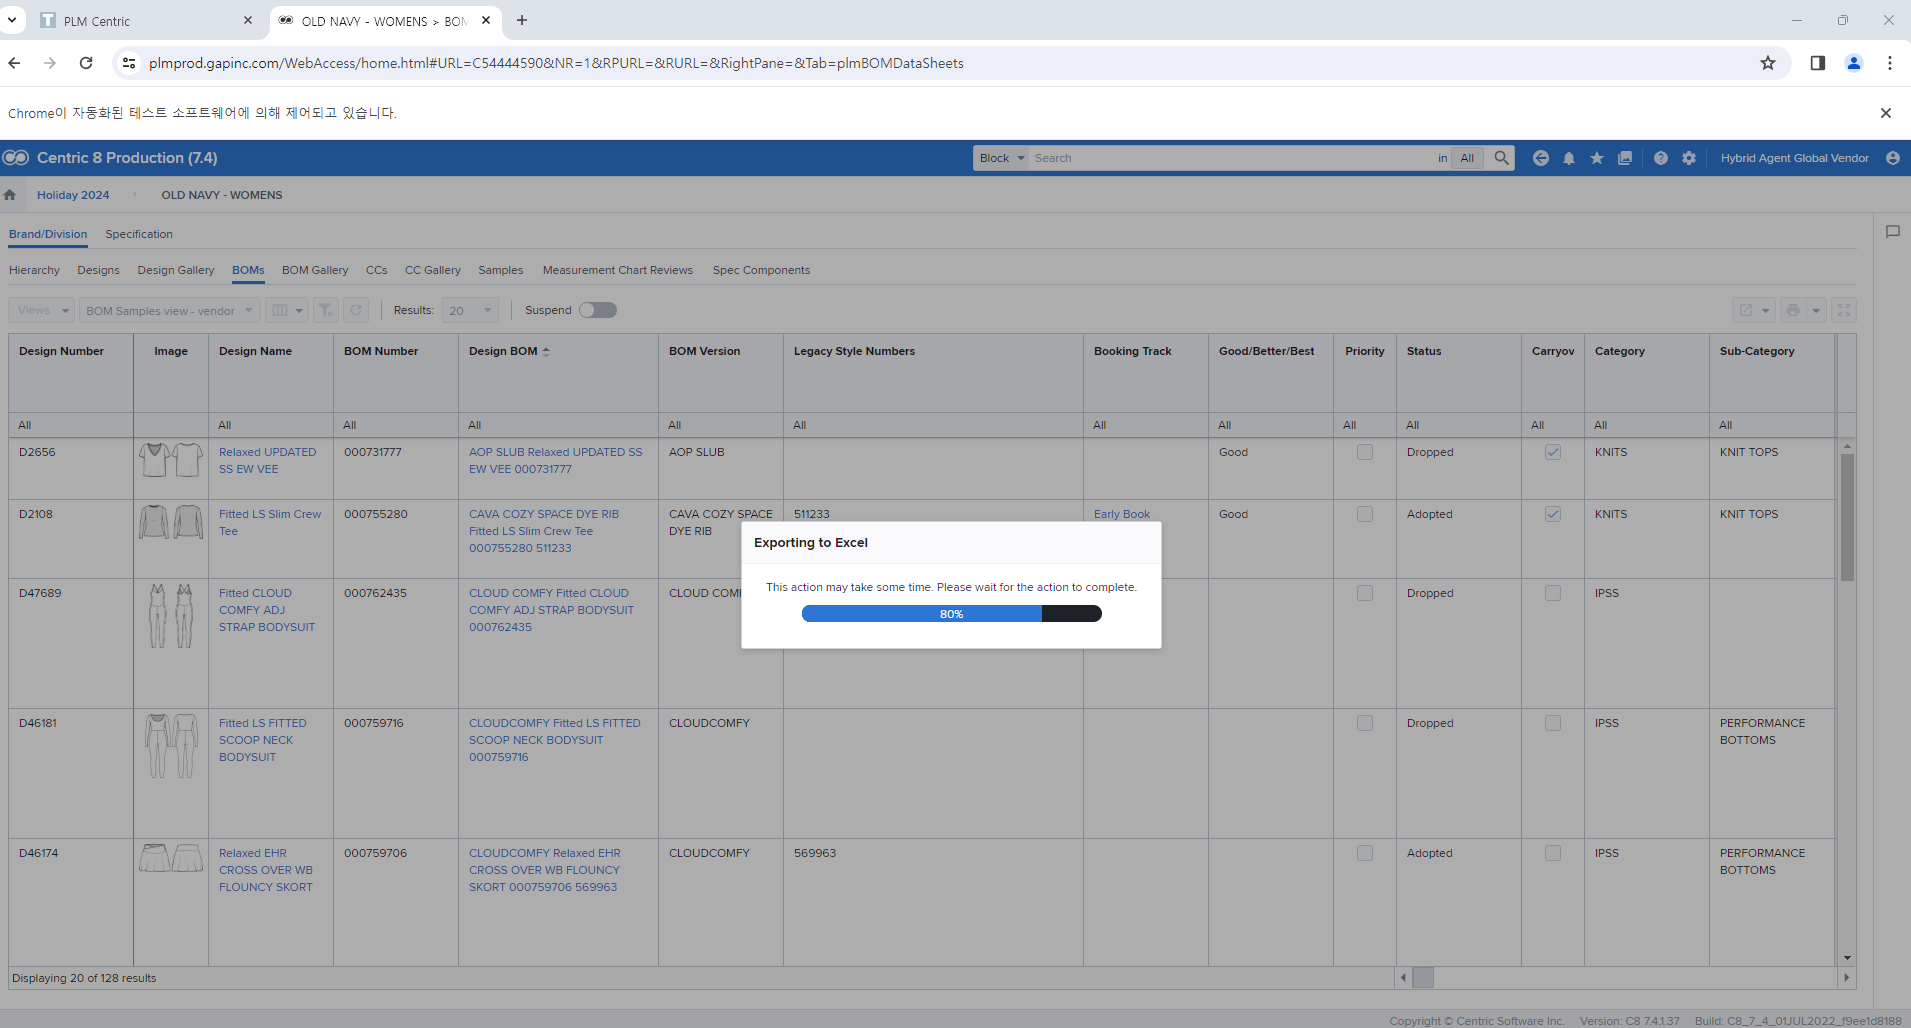 PLM Centric
OLD NAVY - WOMENS > BOM
plmprod.gapinc.com/WebAccess/home.html#URL=C54444590&NR=1&RPURL=&RURL=&RightPane=&Tab=plmBOMDataSheets
Chrome이 자동화된 테스트 소프트웨어에 의해 제어되고 있습니다.
Centric 8 Production (7.4)
Block
Search
in
All
Hybrid Agent Global Vendor
Holiday 2024
OLD NAVY - WOMENS
Brand/Division
Specification
Hierarchy
Designs
Design Gallery
BOMs
BOM Gallery
CCs
CC Gallery
Samples
Measurement Chart Reviews
Spec Components
Views
BOM Samples view - vendor
Results:
20
Suspend
Design Number
Image
Design Name
BOM Number
Design BOM
BOM Version
Legacy Style Numbers
Booking Track
Good/Better/Best
Priority
Status
Carryov
Category
Sub-Category
All
All
All
All
All
All
All
All
All
All
All
All
All
D2656
Relaxed UPDATED
SS EW VEE
000731777
AOP SLUB Relaxed UPDATED SS
EW VEE 000731777
AOP SLUB
Good
Dropped
KNITS
KNIT TOPS
D2108
Fitted LS Slim Crew
Tee
000755280
CAVA COZY SPACE DYE RIB
Fitted LS Slim Crew Tee
000755280 511233
CAVA COZY SPACE
DYE RIB
511233
Early Book
Good
Adopted
KNITS
KNIT TOPS
D47689
Fitted CLOUD
COMFY ADJ
STRAP BODYSUIT
000762435
CLOUD COMFY Fitted CLOUD
COMFY ADJ STRAP BODYSUIT
000762435
CLOUD COM
Dropped
IPSS
Exporting to Excel
This action may take some time. Please wait for the action to complete.
80%
D46181
Fitted LS FITTED
SCOOP NECK
BODYSUIT
000759716
CLOUDCOMFY Fitted LS FITTED
SCOOP NECK BODYSUIT
000759716
CLOUDCOMFY
Dropped
IPSS
PERFORMANCE
BOTTOMS
D46174
Relaxed EHR
CROSS OVER WB
FLOUNCY SKORT
000759706
CLOUDCOMFY Relaxed EHR
CROSS OVER WB FLOUNCY
SKORT 000759706 569963
CLOUDCOMFY
569963
Adopted
IPSS
PERFORMANCE
BOTTOMS
Displaying 20 of 128 results
Copyright © Centric Software Inc.
Version: C8 7.4.1.37
Build: C8_7_4_01JUL2022_f9ee1d8188